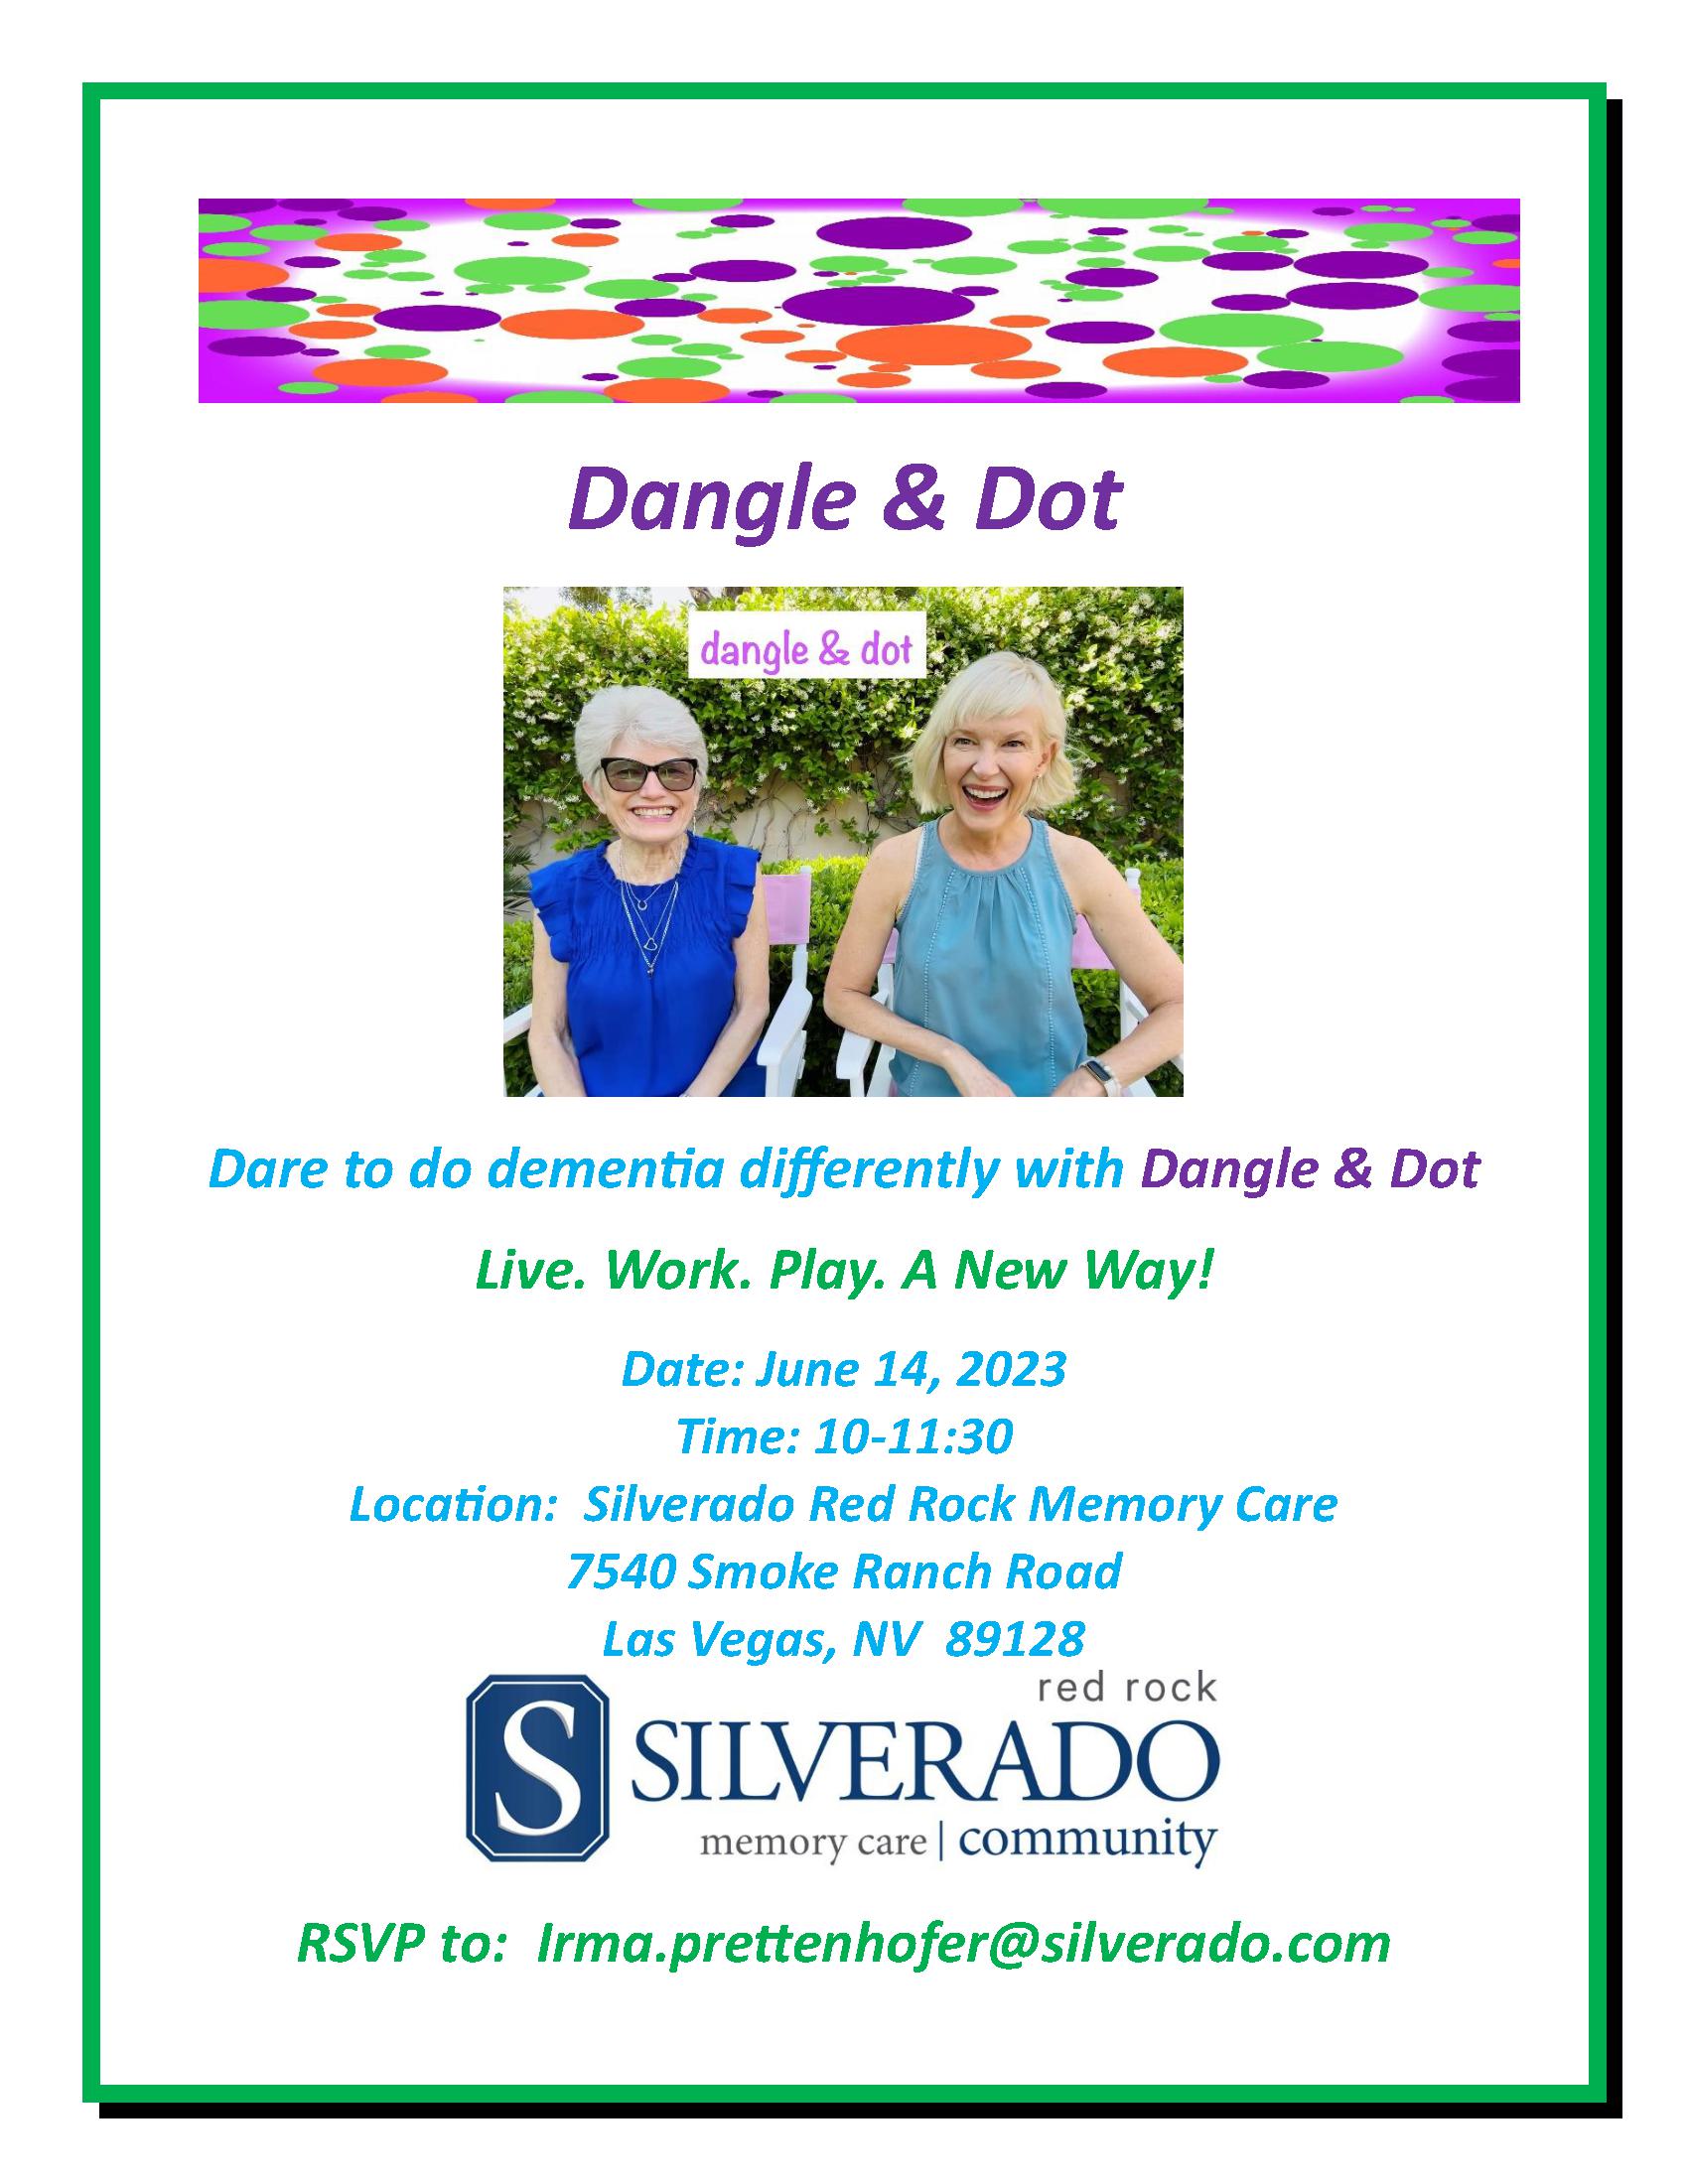 Dangle & Dot
dangle & dot
Dare to do dementia differently with Dangle & Dot
Live. Work. Play. A New Way!
Date: June 14, 2023
Time: 10-11:30
Location:  Silverado Red Rock Memory Care
7540 Smoke Ranch Road
Las Vegas, NV  89128
red rock
S SILVERADO
memory care | community
RSVP to:  Irma.prettenhofer@silverado.com